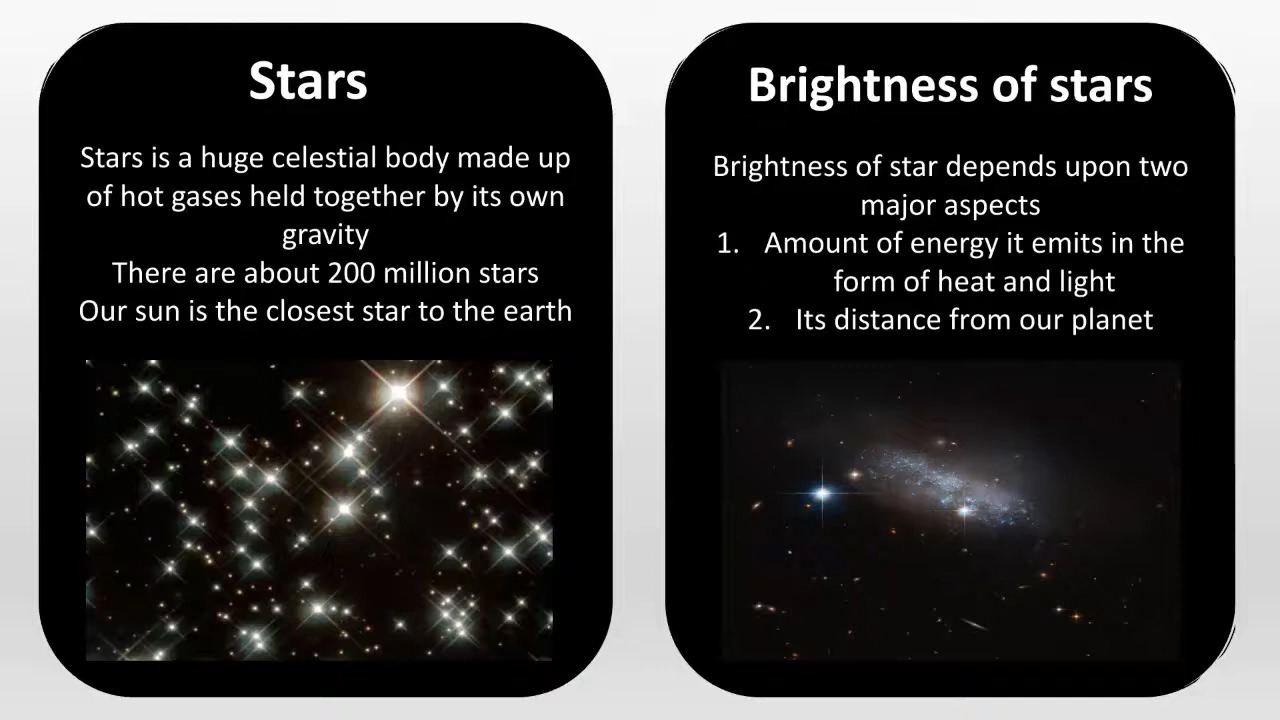 Stars
Stars is a huge celestial body made up
of hot gases held together by its own
gravity
There are about 200 million stars
Our sun is the closest star to the earth
Brightness of stars
Brightness of star depends upon two
major aspects
1. Amount of energy it emits in the
form of heat and light
2. Its distance from our planet